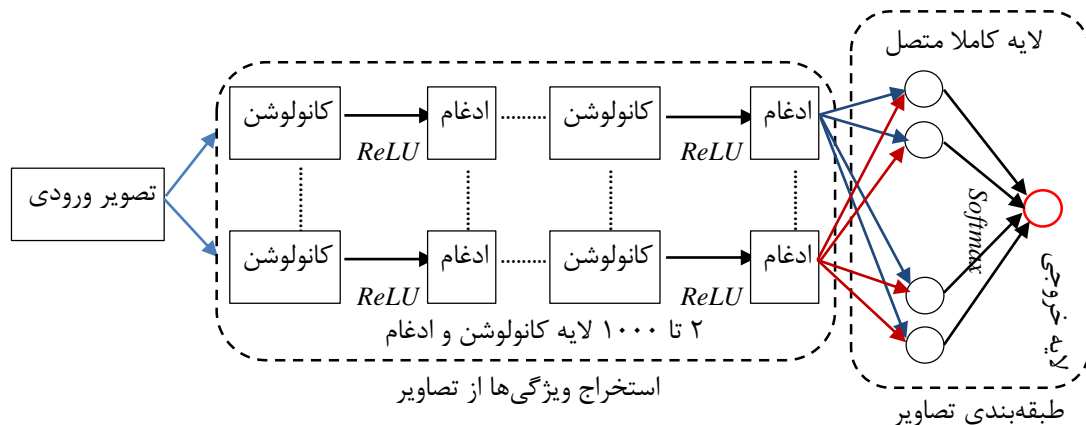 لایه کاملا متصل
کانولوشن
ReLU
ادغام
کانولوشن
ReLU
ادغام
تصویر ورودی
Softmax
کانولوشن
ReLU
ادغام
کانولوشن
ReLU
ادغام
لایه خروجی
۲ تا ۱۰۰۰ لایه کانولوشن و ادغام
استخراج ویژگی‌ها از تصاویر
طبقه‌بندی تصاویر